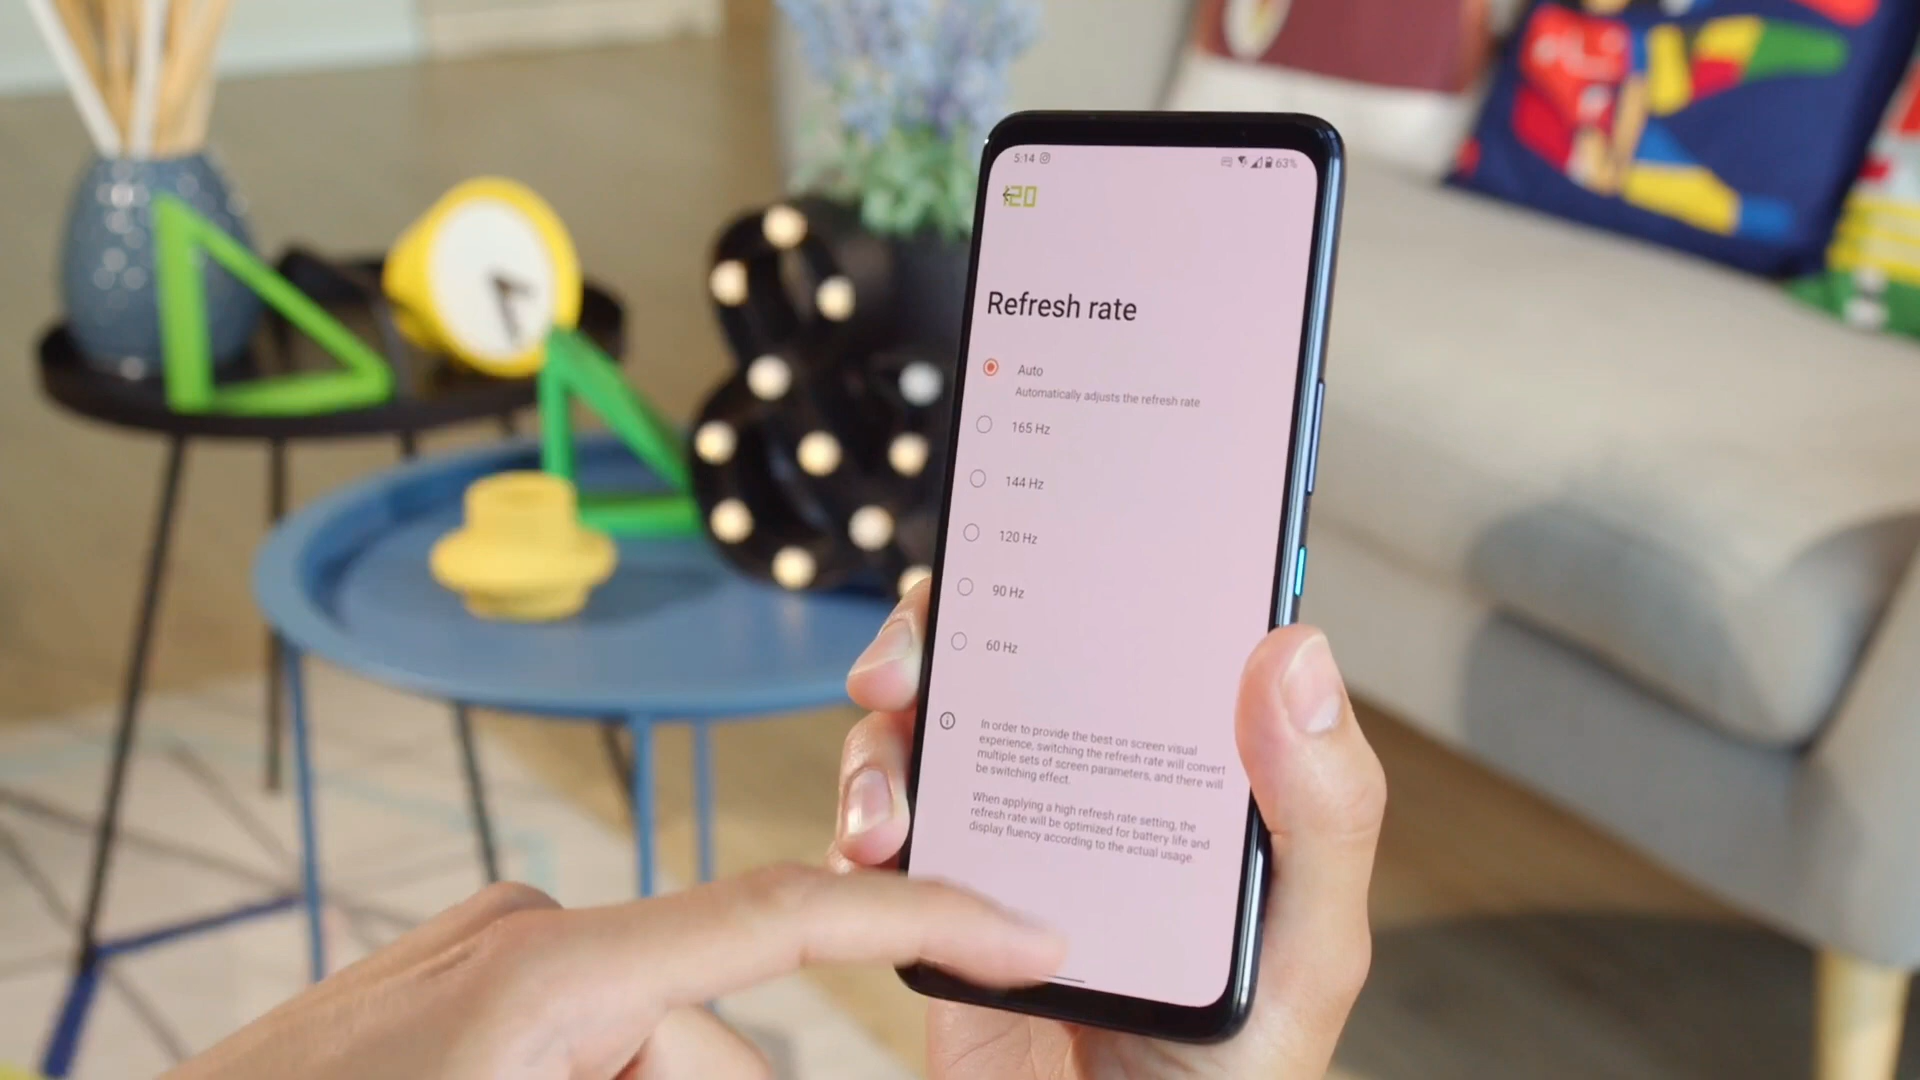 5:14
63%
120
Refresh rate
Auto
Automatically adjusts the refresh rate
165 Hz
144 Hz
120 Hz
90 Hz
60 Hz
In order to provide the best on screen visual
experience, switching the refresh rate will convert
multiple sets of screen parameters, and there will
be switching effect.
When applying a high refresh rate setting, the
refresh rate will be optimized for battery life and
display fluency according to the actual usage.